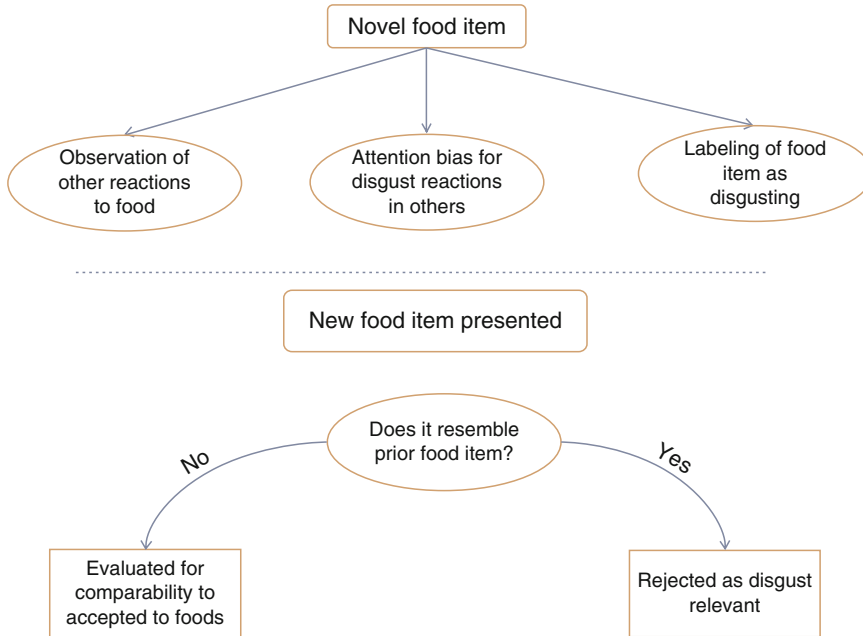 Novel food item
Observation of
other reactions
to food
Attention bias for
disgust reactions
in others
Labeling of food
item as
disgusting
New food item presented
Does it resemble
prior food item?
No
Yes
Evaluated for
comparability to
accepted to foods
Rejected as disgust
relevant